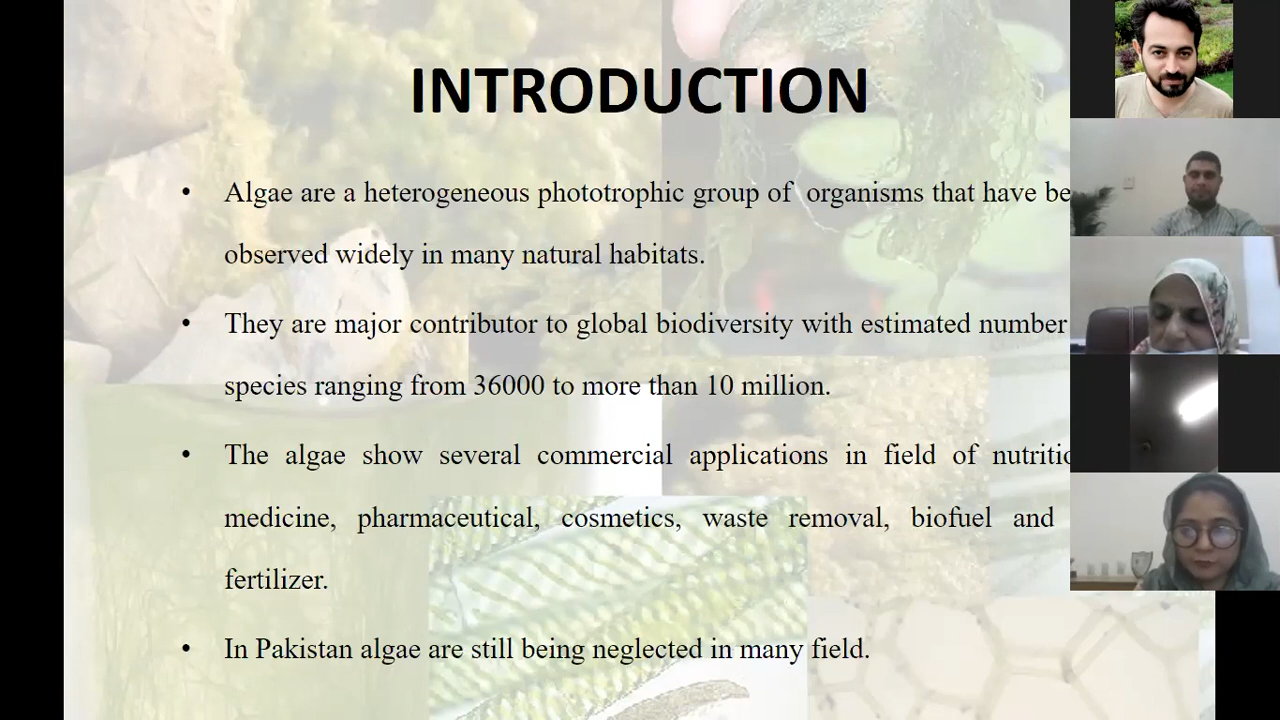 INTRODUCTION
• Algae are a heterogeneous phototrophic group of organisms that have be
observed widely in many natural habitats.
• They are major contributor to global biodiversity with estimated number
species ranging from 36000 to more than 10 million.
• The algae show several commercial applications in field of nutritio
medicine, pharmaceutical, cosmetics, waste removal, biofuel and
fertilizer.
• In Pakistan algae are still being neglected in many field.